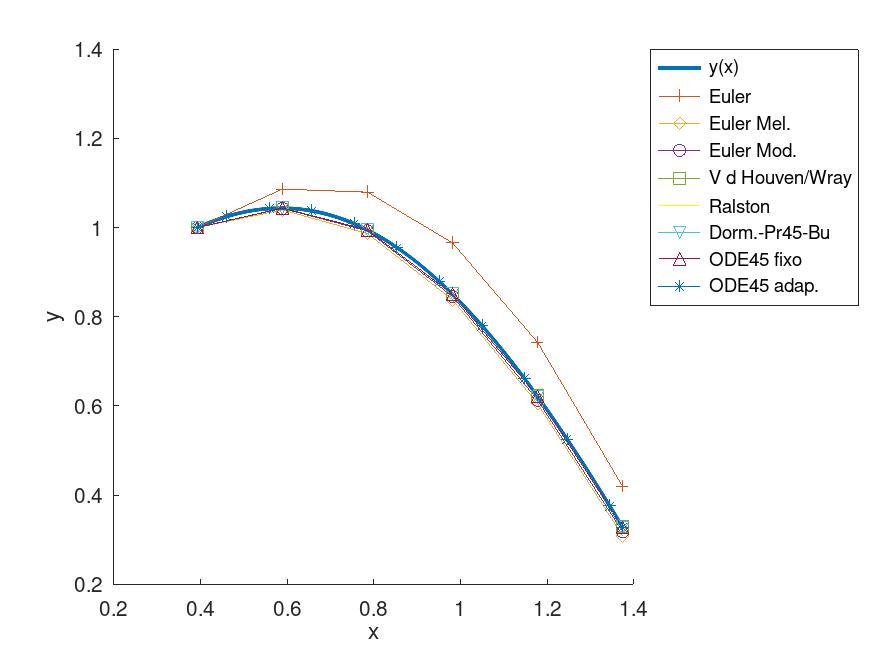 1.4
1.2
1
0.8
0.6
0.4
0.2
y
0.2 0.4 0.6 0.8 1 1.2 1.4
x
y(x)
Euler
Euler Mel.
Euler Mod.
V d Houven/Wray
Ralston
Dorm.-Pr45-Bu
ODE45 fixo
ODE45 adap.